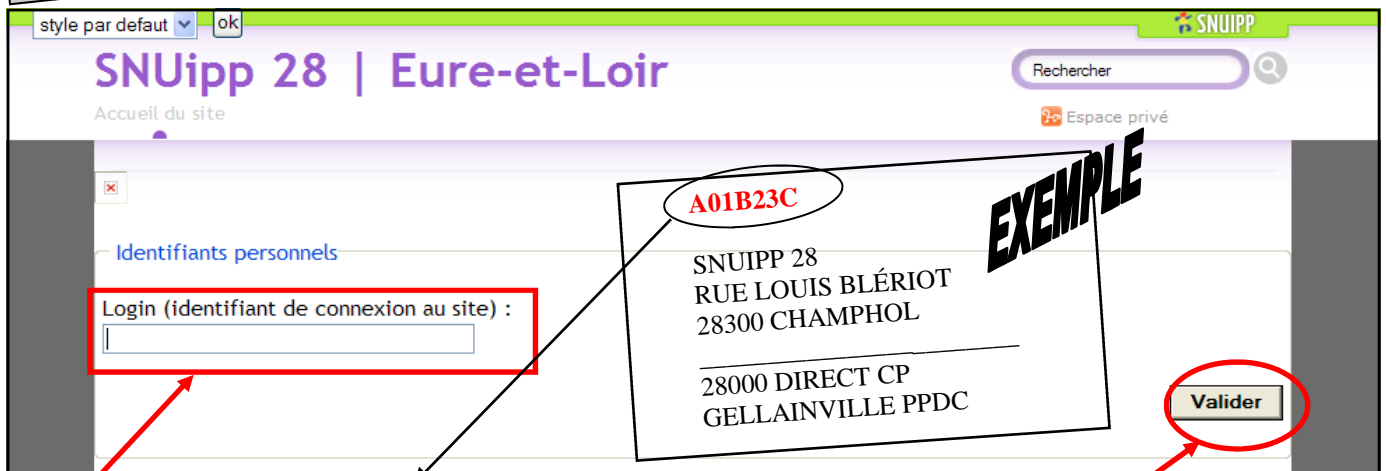 style par defaut ok
SNUIPP
SNUipp 28 | Eure-et-Loir
Rechercher
Accueil du site
Espace privé
EXEMPLE
A01B23C
Identifiants personnels
SNUIPP 28
RUE LOUIS BLÉRIOT
28300 CHAMPHOL
Login (identifiant de connexion au site) :
28000 DIRECT CP
GELLAINVILLE PPDC
Valider